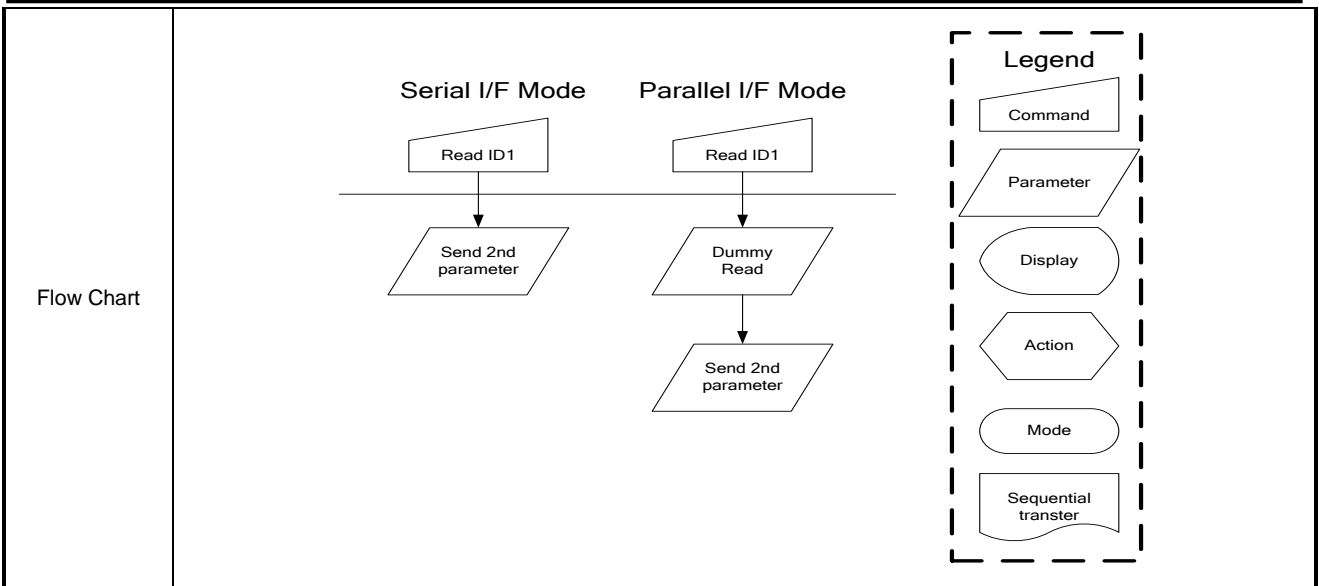 Flow Chart
Serial I/F Mode
Read ID1
Send 2nd
parameter
Parallel I/F Mode
Read ID1
Dummy
Read
Send 2nd
parameter
Legend
Command
Parameter
Display
Action
Mode
Sequential
transter